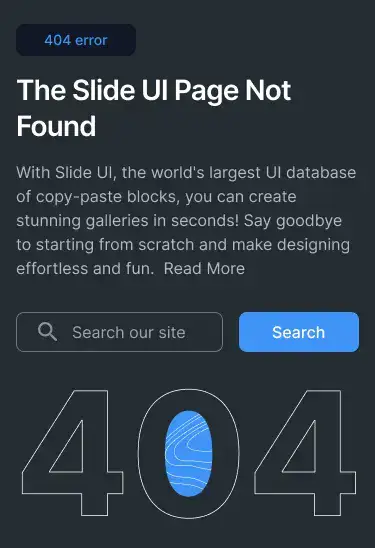 404 error
The Slide UI Page Not
Found
With Slide UI, the world's largest UI database
of copy-paste blocks, you can create
stunning galleries in seconds! Say goodbye
to starting from scratch and make designing
effortless and fun.  Read More
Search our site
Search
404